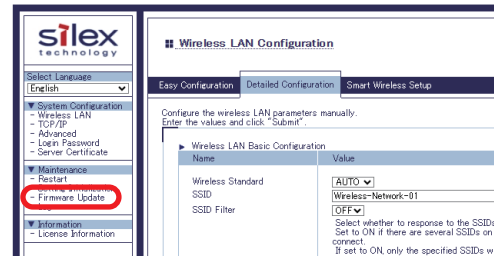 silex
technology
Select Language
English
▼ System Configuration
- Wireless LAN
- TCP/IP
- Advanced
- Login Password
- Server Certificate
▼ Maintenance
- Restart
- Firmware Update
▼ Information
- License Information
Wireless LAN Configuration
Easy Configuration Detailed Configuration Smart Wireless Setup
Configure the wireless LAN parameters manually.
Enter the values and click "Submit".
Wireless LAN Basic Configuration
Name Value
Wireless Standard AUTO
SSID Wireless-Network-01
SSID Filter OFF
Select whether to response to the SSIDs
Set to ON if there are several SSIDs on
connect.
If set to ON, only the specified SSIDs w